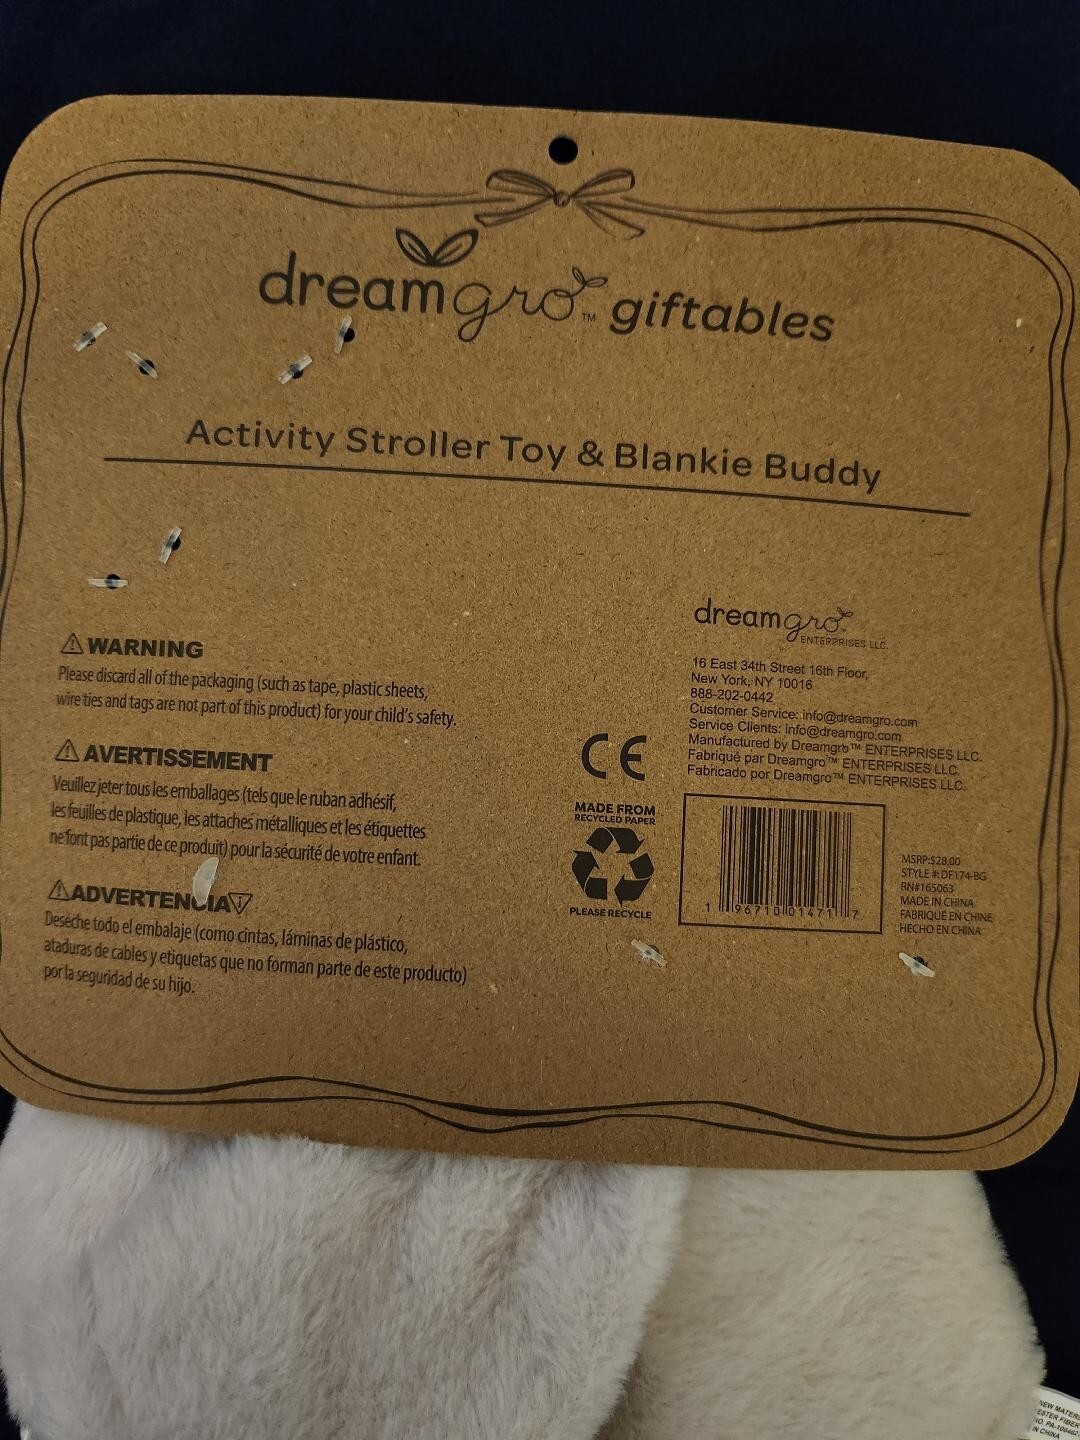 dreamgro™ giftables
Activity Stroller Toy & Blankie Buddy
WARNING
Please discard all of the packaging (such as tape, plastic sheets,
wire ties and tags are not part of this product) for your child's safety.
AVERTISSEMENT
Veuillez jeter tous les emballages (tels que le ruban adhésif,
les feuilles de plastique, les attaches métalliques et les étiquettes
ne font pas partie de ce produit) pour la sécurité de votre enfant.
ADVERTENCIA
Deseche todo el embalaje (como cintas, láminas de plástico,
ataduras de cables y etiquetas que no forman parte de este producto)
por la seguridad de su hijo.
dreamgro™
ENTERPRISES LLC.
16 East 34th Street 16th Floor,
New York, NY 10016
888-202-0442
Customer Service: info@dreamgro.com
Service Clients: info@dreamgro.com
Manufactured by Dreamgro™ ENTERPRISES LLC.
Fabriqué par Dreamgro™ ENTERPRISES LLC.
Fabricado por Dreamgro™ ENTERPRISES LLC.
CE
MADE FROM
RECYCLED PAPER
PLEASE RECYCLE
1 96710 01471 7
MSRP:$28.00
STYLE #:DF174-BG
RN#165063
MADE IN CHINA
FABRIQUÉ EN CHINE
HECHO EN CHINA
NEW MATER
ESTER FIBER
IN CHINA